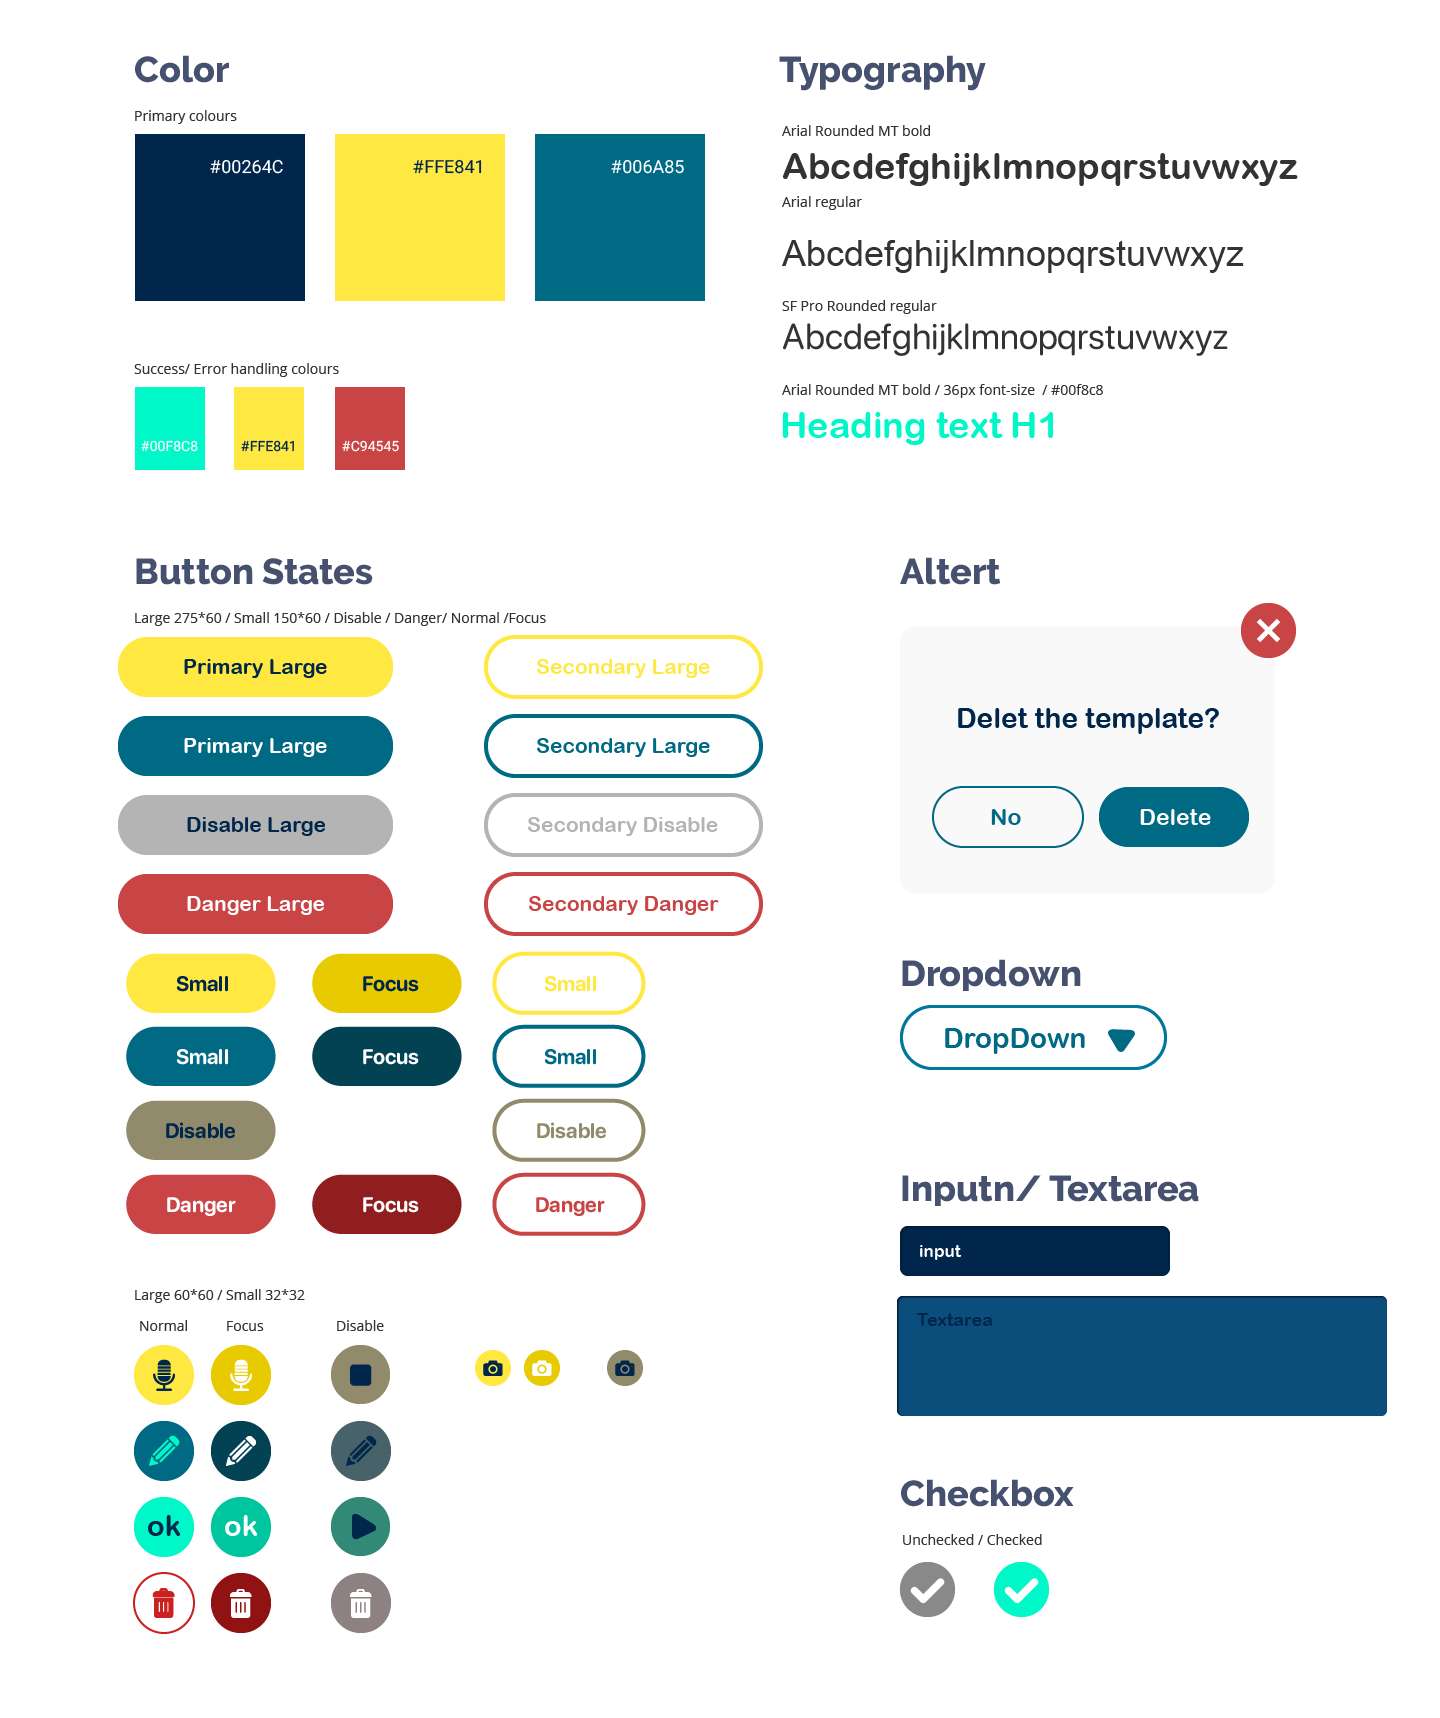 Color
Primary colours
#00264C
#FFE841
#006A85
Success/ Error handling colours
#00F8C8
#FFE841
#C94545
Typography
Arial Rounded MT bold
Abcdefghijklmnopqrstuvwxyz
Arial regular
Abcdefghijklmnopqrstuvwxyz
SF Pro Rounded regular
Abcdefghijklmnopqrstuvwxyz
Arial Rounded MT bold / 36px font-size  / #00f8c8
Heading text H1
Button States
Large 275*60 / Small 150*60 / Disable / Danger/ Normal /Focus
Primary Large
Secondary Large
Primary Large
Secondary Large
Disable Large
Secondary Disable
Danger Large
Secondary Danger
Small
Focus
Small
Small
Focus
Small
Disable
Disable
Danger
Focus
Danger
Large 60*60 / Small 32*32
Normal
Focus
Disable
ok
ok
Altert
Delet the template?
No
Delete
Dropdown
DropDown
Inputn/ Textarea
input
Textarea
Checkbox
Unchecked / Checked